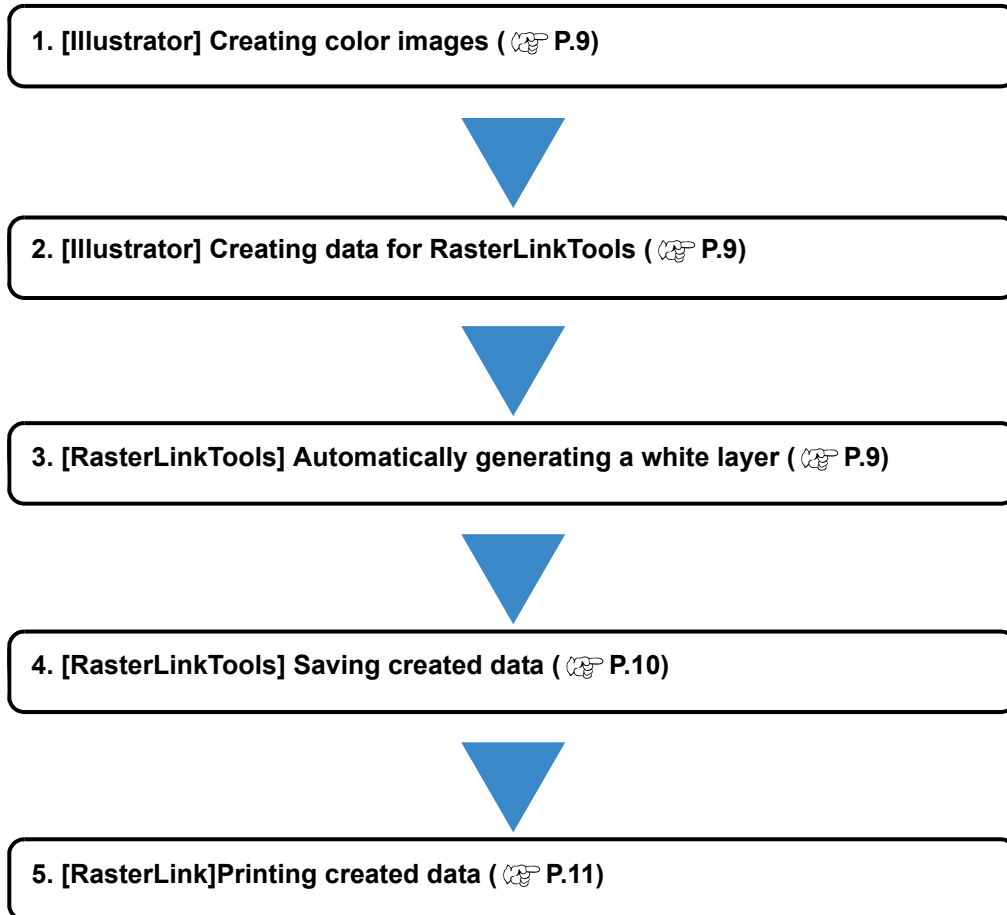 1. [Illustrator] Creating color images ( P.9)
2. [Illustrator] Creating data for RasterLinkTools ( P.9)
3. [RasterLinkTools] Automatically generating a white layer ( P.9)
4. [RasterLinkTools] Saving created data ( P.10)
5. [RasterLink]Printing created data ( P.11)